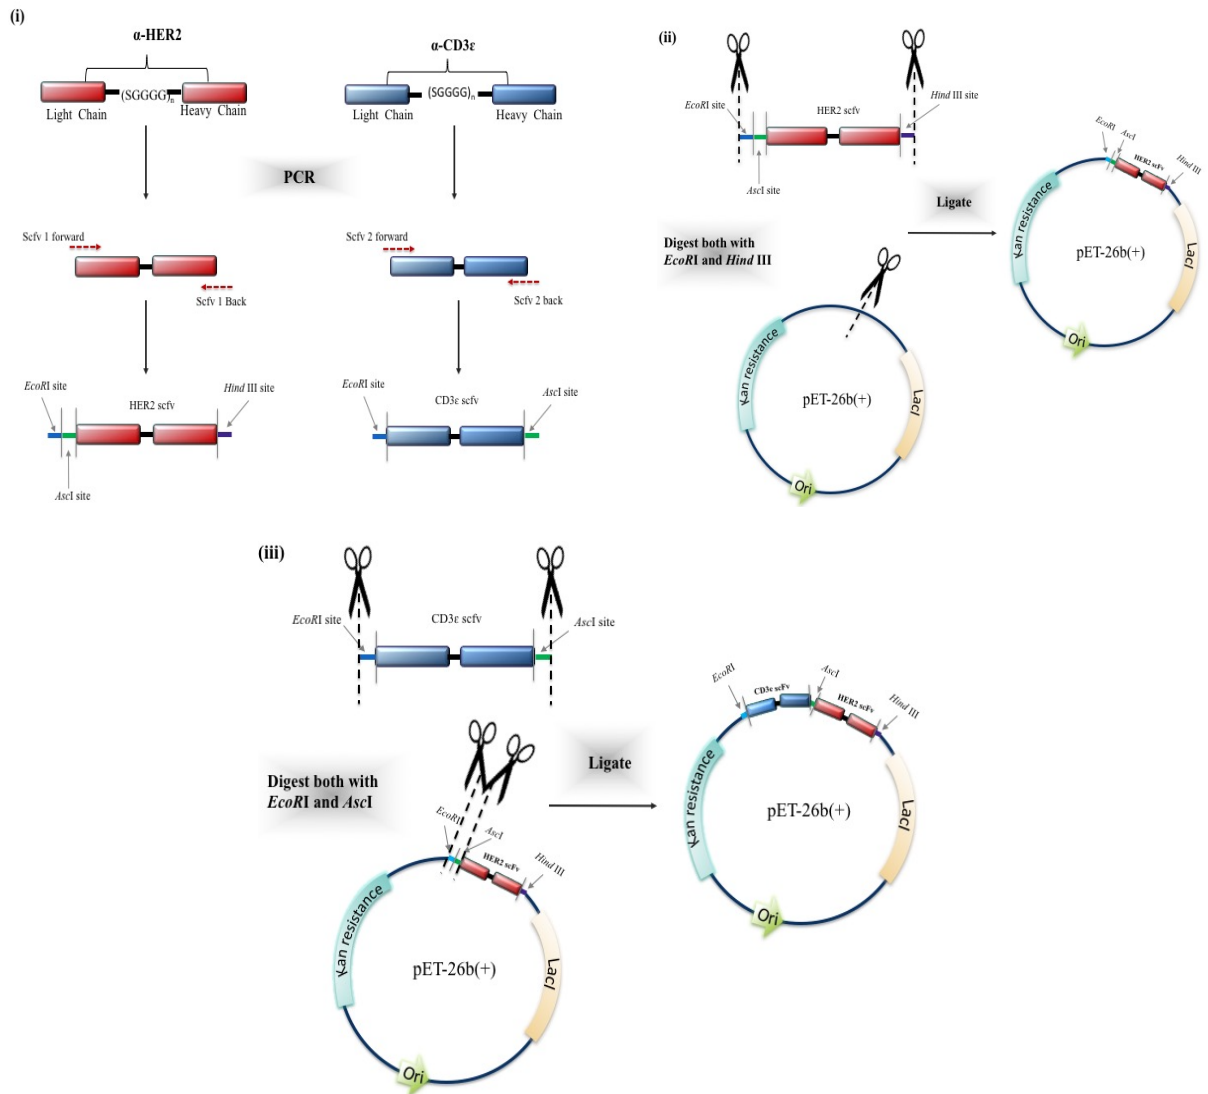 (i)
α-HER2
(SGGGG)n
Light Chain
Heavy Chain
α-CD3ε
(SGGGG)n
Light Chain
Heavy Chain
PCR
Scfv 1 forward
Scfv 1 Back
Scfv 2 forward
Scfv 2 back
EcoRI site
HER2 scfv
Hind III site
AscI site
EcoRI site
CD3ε scfv
AscI site
(ii)
EcoRI site
HER2 scfv
Hind III site
AscI site
Digest both with
EcoRI and Hind III
Ligate
Kan resistance
pET-26b(+)
LacI
Ori
EcoRI
AscI
HER2 scFv
Hind III
Kan resistance
pET-26b(+)
LacI
Ori
(iii)
EcoRI site
CD3ε scfv
AscI site
Digest both with
EcoRI and AscI
Ligate
EcoRI
AscI
HER2 scFv
Hind III
Kan resistance
pET-26b(+)
LacI
Ori
EcoRI
CD3ε scFv
AscI
HER2 scFv
Hind III
Kan resistance
pET-26b(+)
LacI
Ori